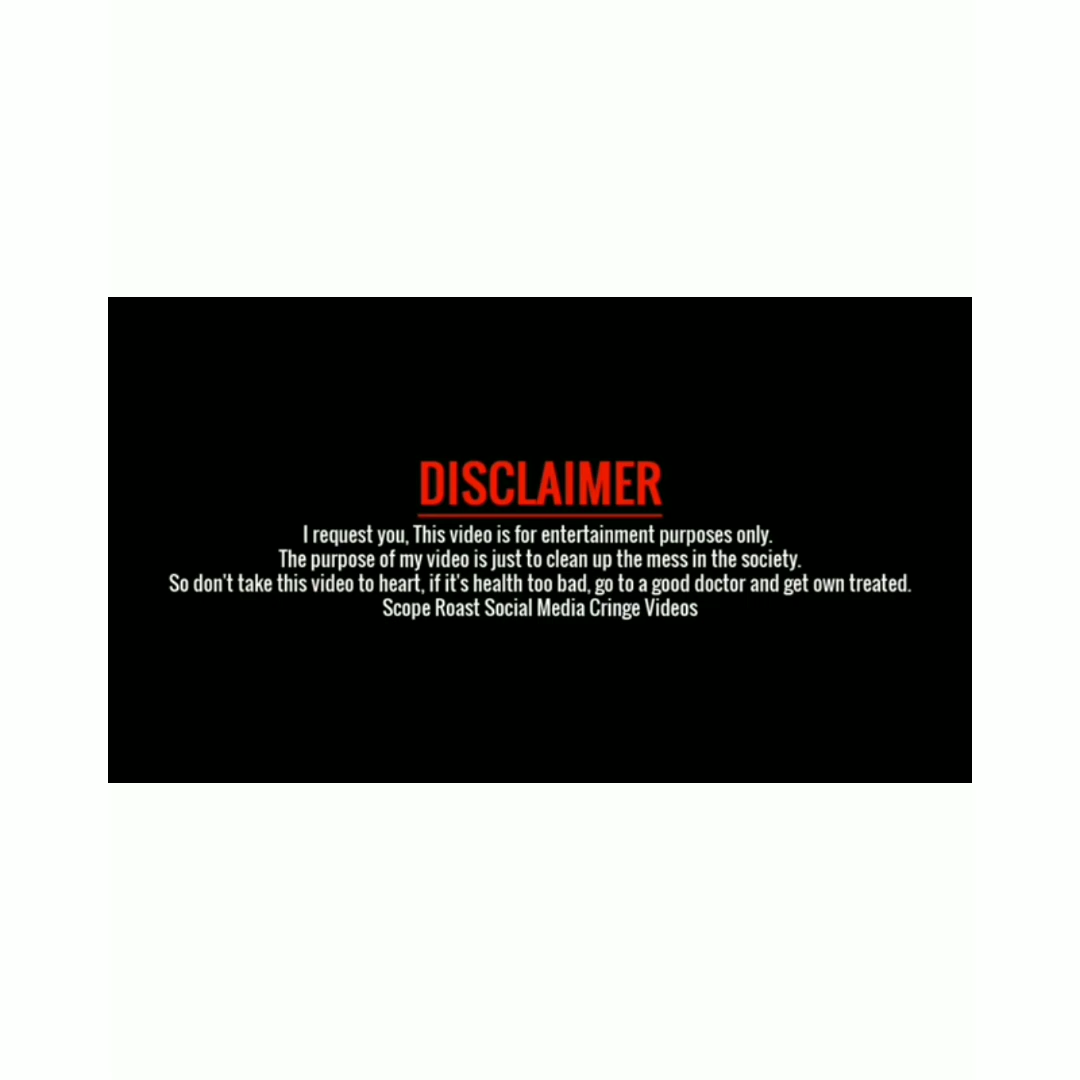 DISCLAIMER
I request you, This video is for entertainment purposes only.
The purpose of my video is just to clean up the mess in the society.
So don't take this video to heart, if it's health too bad, go to a good doctor and get own treated.
Scope Roast Social Media Cringe Videos